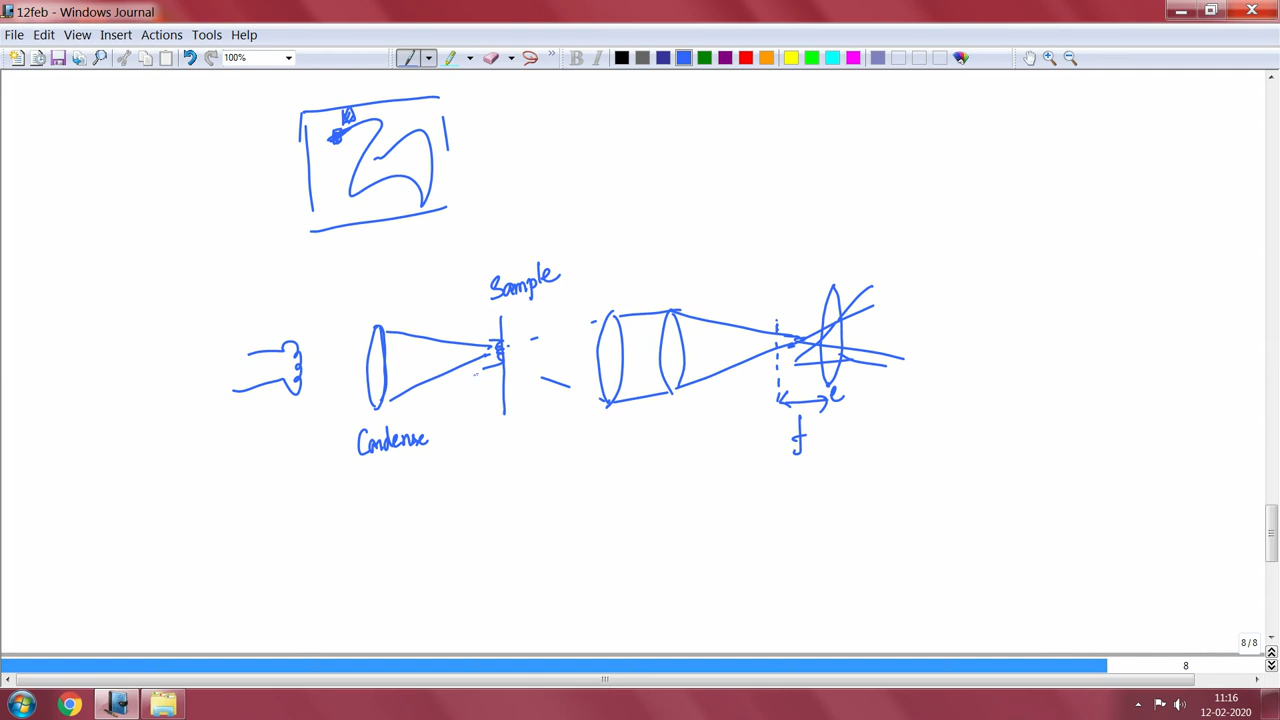 12feb - Windows Journal
File Edit View Insert Actions Tools Help
100%
B I
Sample
Condense
e
f
8/8
8
11:16
12-02-2020